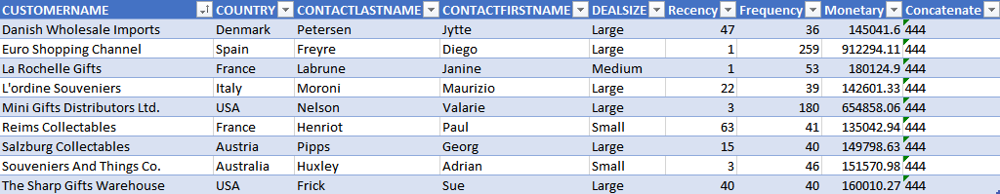 CUSTOMERNAME COUNTRY CONTACTLASTNAME CONTACTFIRSTNAME DEALSIZE Recency Frequency Monetary Concatenate
Danish Wholesale Imports Denmark Petersen Jytte Large 47 36 145041.6 444
Euro Shopping Channel Spain Freyre Diego Large 1 259 912294.11 444
La Rochelle Gifts France Labrune Janine Medium 1 53 180124.9 444
L'ordine Souveniers Italy Moroni Maurizio Large 22 39 142601.33 444
Mini Gifts Distributors Ltd. USA Nelson Valarie Large 3 180 654858.06 444
Reims Collectables France Henriot Paul Small 63 41 135042.94 444
Salzburg Collectables Austria Pipps Georg Large 15 40 149798.63 444
Souveniers And Things Co. Australia Huxley Adrian Small 3 46 151570.98 444
The Sharp Gifts Warehouse USA Frick Sue Large 40 40 160010.27 444